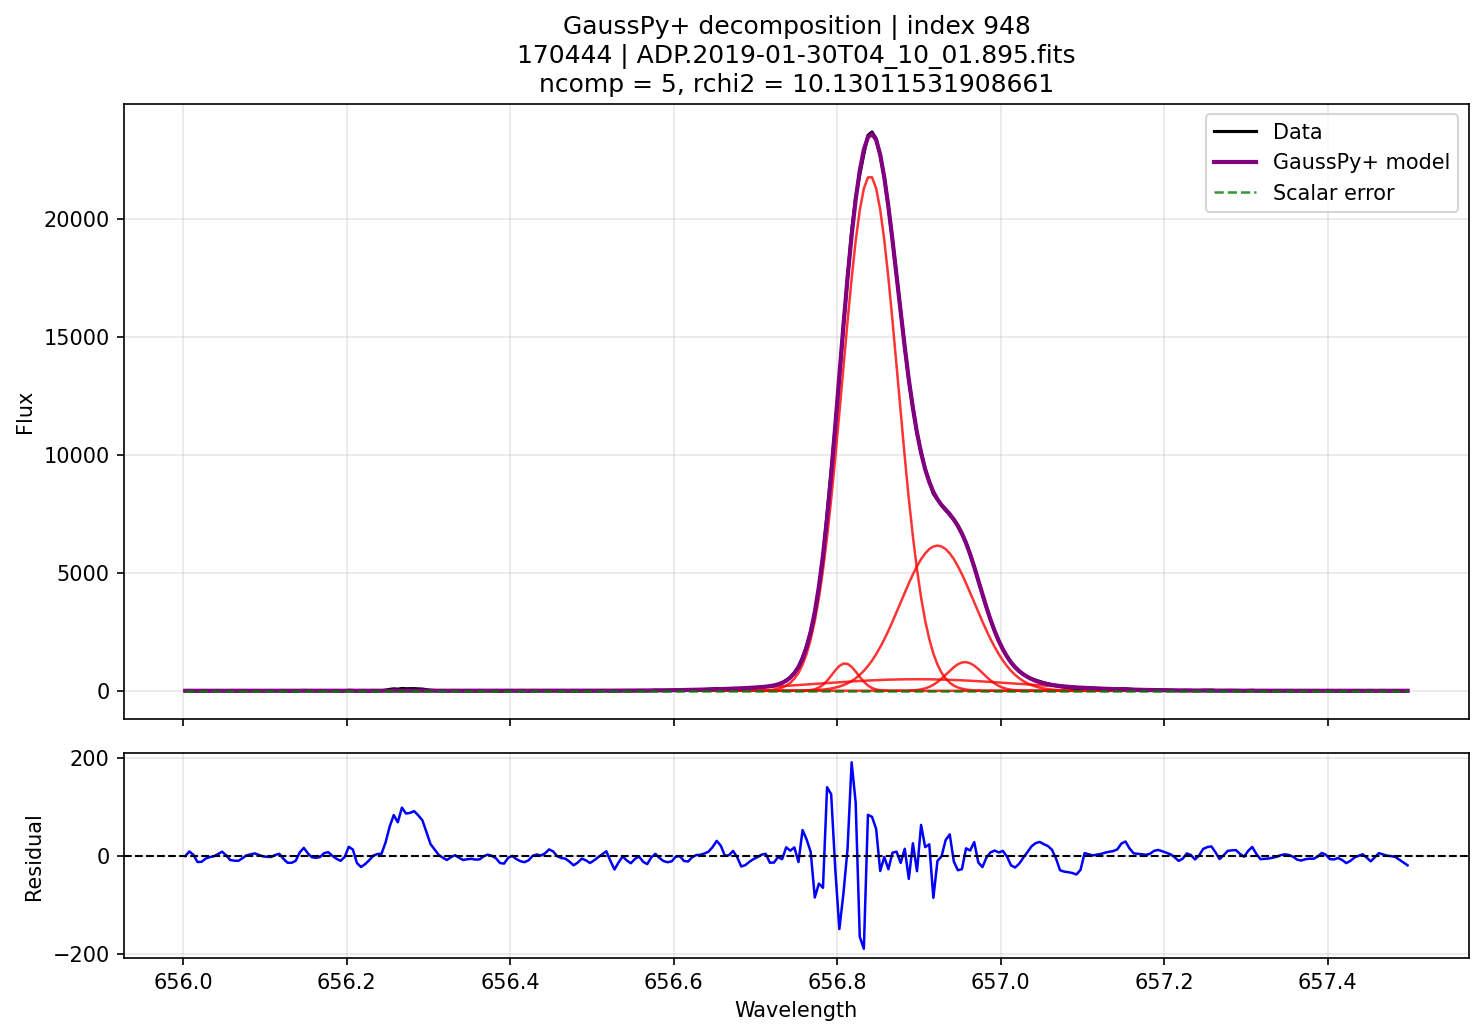 GaussPy+ decomposition | index 948
170444 | ADP.2019-01-30T04_10_01.895.fits
ncomp = 5, rchi2 = 10.13011531908661
Data
GaussPy+ model
Scalar error
Flux
20000
15000
10000
5000
0
Residual
200
0
−200
656.0
656.2
656.4
656.6
656.8
657.0
657.2
657.4
Wavelength